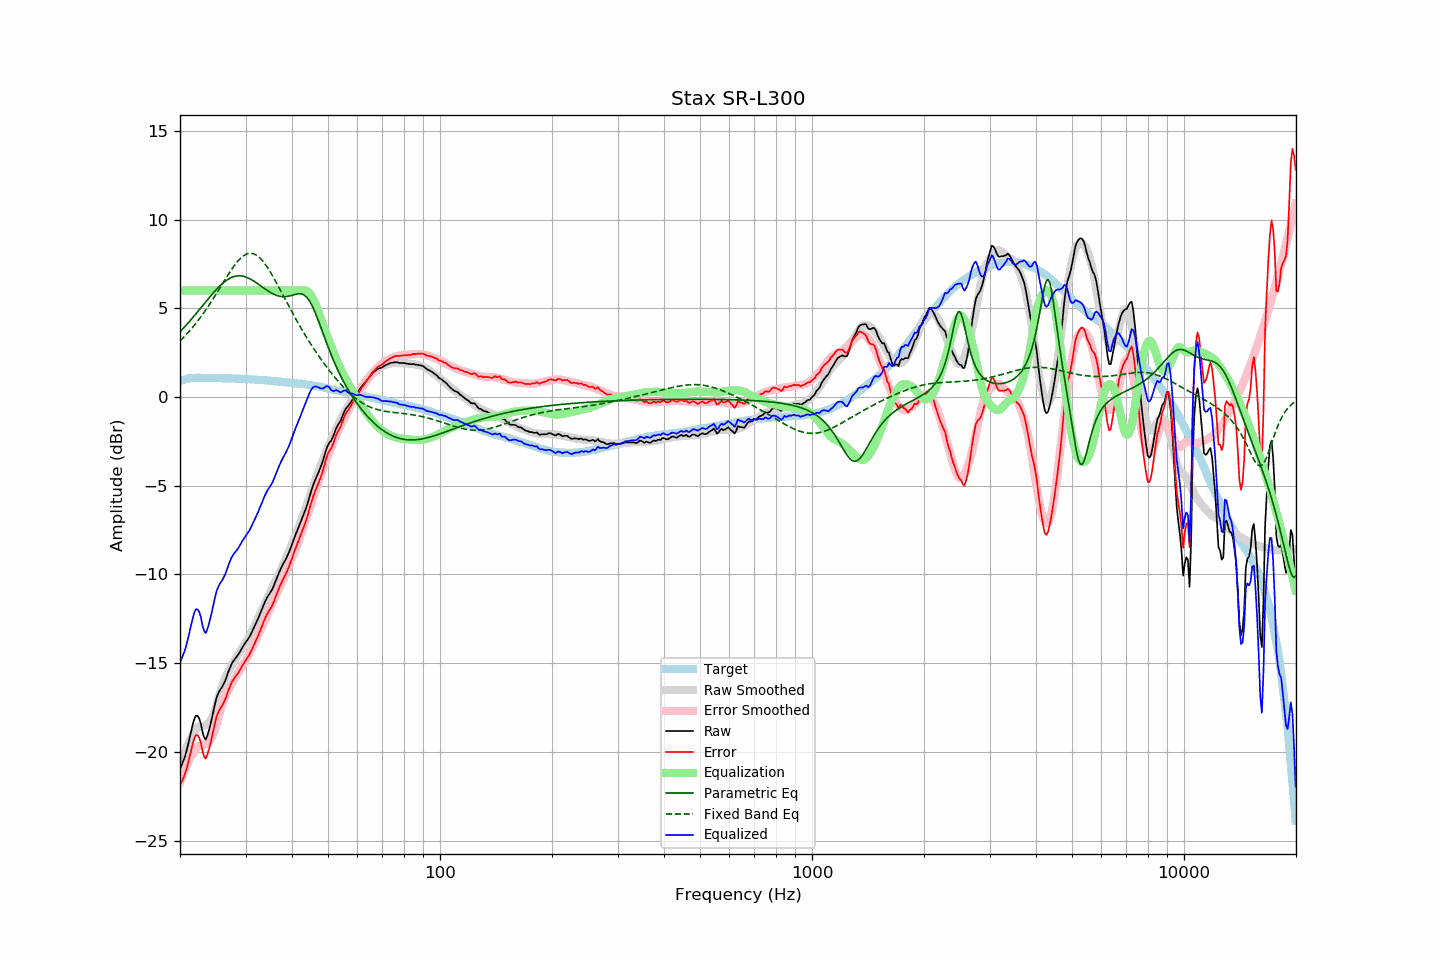 Stax SR-L300
15
10
5
0
−5
−10
−15
−20
−25
Amplitude (dBr)
Target
Raw Smoothed
Error Smoothed
Raw
Error
Equalization
Parametric Eq
Fixed Band Eq
Equalized
100
1000
10000
Frequency (Hz)